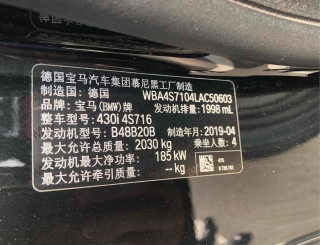 德国宝马汽车集团慕尼黑工厂制造
制造国：德国 WBA4S7104LAC50603
品牌：宝马(BMW)牌 发动机排量：1998 mL
整车型号：430i 4S716
发动机型号：B48B20B 制造年月：2019-04
最大允许总质量：2030 kg 乘坐人数：4
发动机最大净功率：185 kW
最大允许牵引质量：-- kg